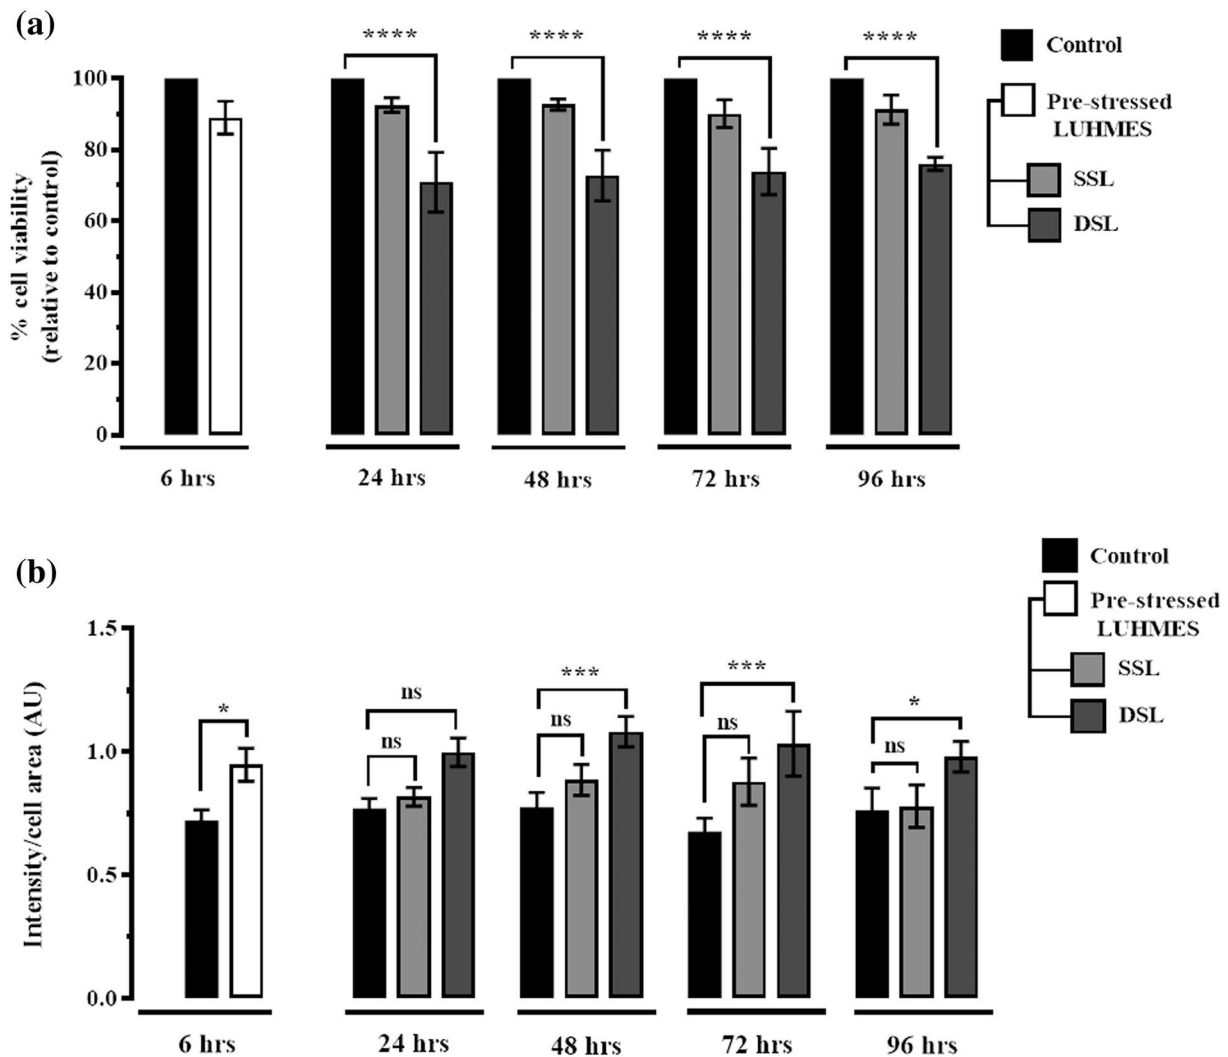 (a)
**** **** **** ****
Control
Pre-stressed
LUHMES
SSL
DSL
% cell viability
(relative to control)
100
80
60
40
20
0
6 hrs 24 hrs 48 hrs 72 hrs 96 hrs
(b)
Control
Pre-stressed
LUHMES
SSL
DSL
Intensity/cell area (AU)
1.5
1.0
0.5
0.0
* ns ns *** ns *** ns * ns
6 hrs 24 hrs 48 hrs 72 hrs 96 hrs